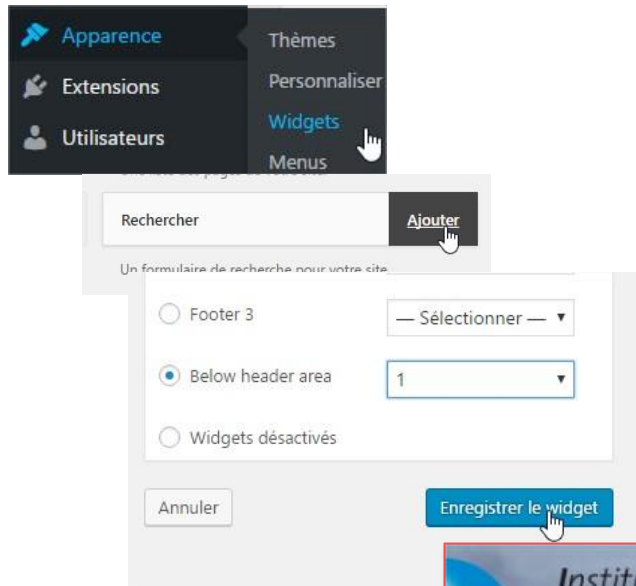 Apparence
Thèmes
Extensions
Personnaliser
Widgets
Utilisateurs
Menus
Rechercher
Ajouter
Un formulaire de recherche pour votre site
Footer 3
— Sélectionner —
Below header area
1
Widgets désactivés
Annuler
Enregistrer le widget